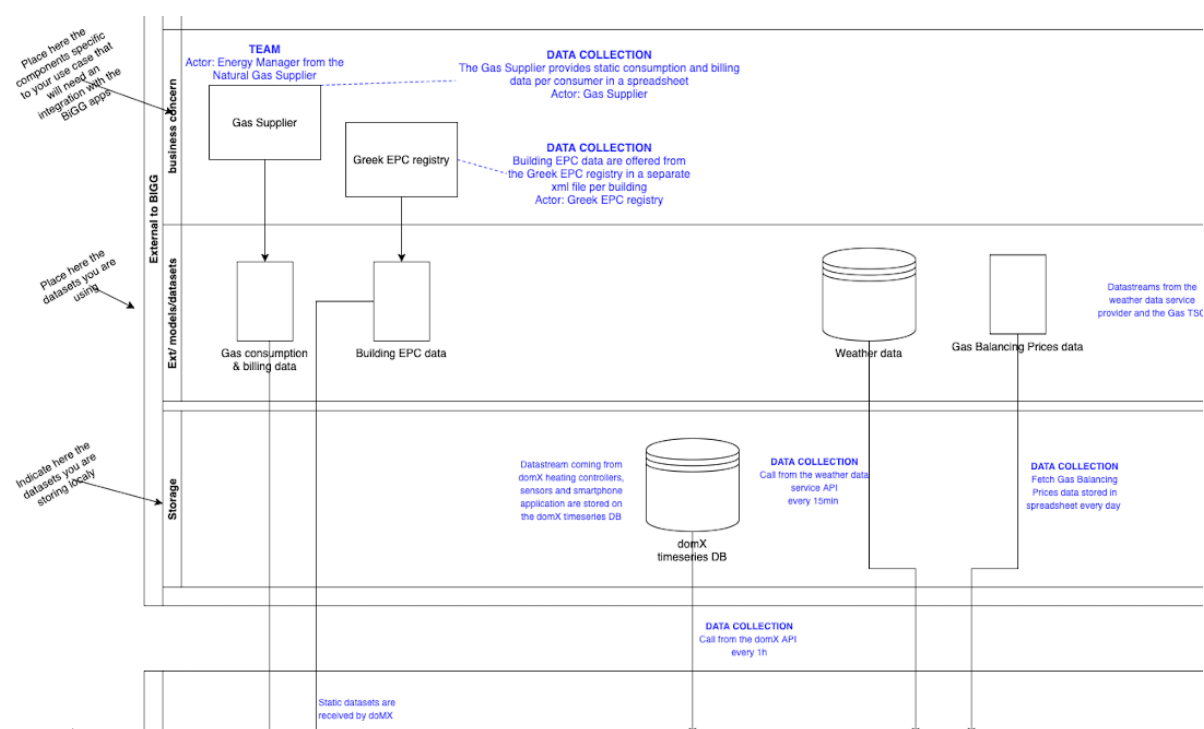 Place here the
components specific
to your use case that
will need an
integration with the
BiGG apps
business concern
External to BIGG
TEAM
Actor: Energy Manager from the
Natural Gas Supplier
Gas Supplier
DATA COLLECTION
The Gas Supplier provides static consumption and billing
data per consumer in a spreadsheet
Actor: Gas Supplier
Greek EPC registry
DATA COLLECTION
Building EPC data are offered from
the Greek EPC registry in a separate
xml file per building
Actor: Greek EPC registry
Place here the
datasets you are
using
Ext/ models/datasets
Gas consumption
& billing data
Building EPC data
Weather data
Gas Balancing Prices data
Datastreams from the
weather data service
provider and the Gas TSO
Indicate here the
datasets you are
storing localy
Storage
Datastream coming from
domX heating controllers,
sensors and smartphone
application are stored on
the domX timeseries DB
domX
timeseries DB
DATA COLLECTION
Call from the weather data
service API
every 15min
DATA COLLECTION
Fetch Gas Balancing
Prices data stored in
spreadsheet every day
DATA COLLECTION
Call from the domX API
every 1h
Static datasets are
received by doMX